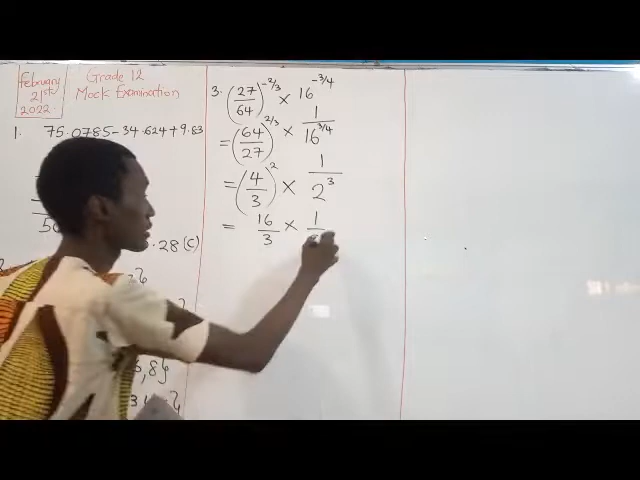 February
21st
2022.
Grade 12
Mock Examination
1. 75.0785-34.624+9.83
.28(C)
3. (27/64)^-2/3 × 16^-3/4
= (64/27)^2/3 × 1/16^3/4
= (4/3)^2 × 1/2^3
= 16/3 × 1/